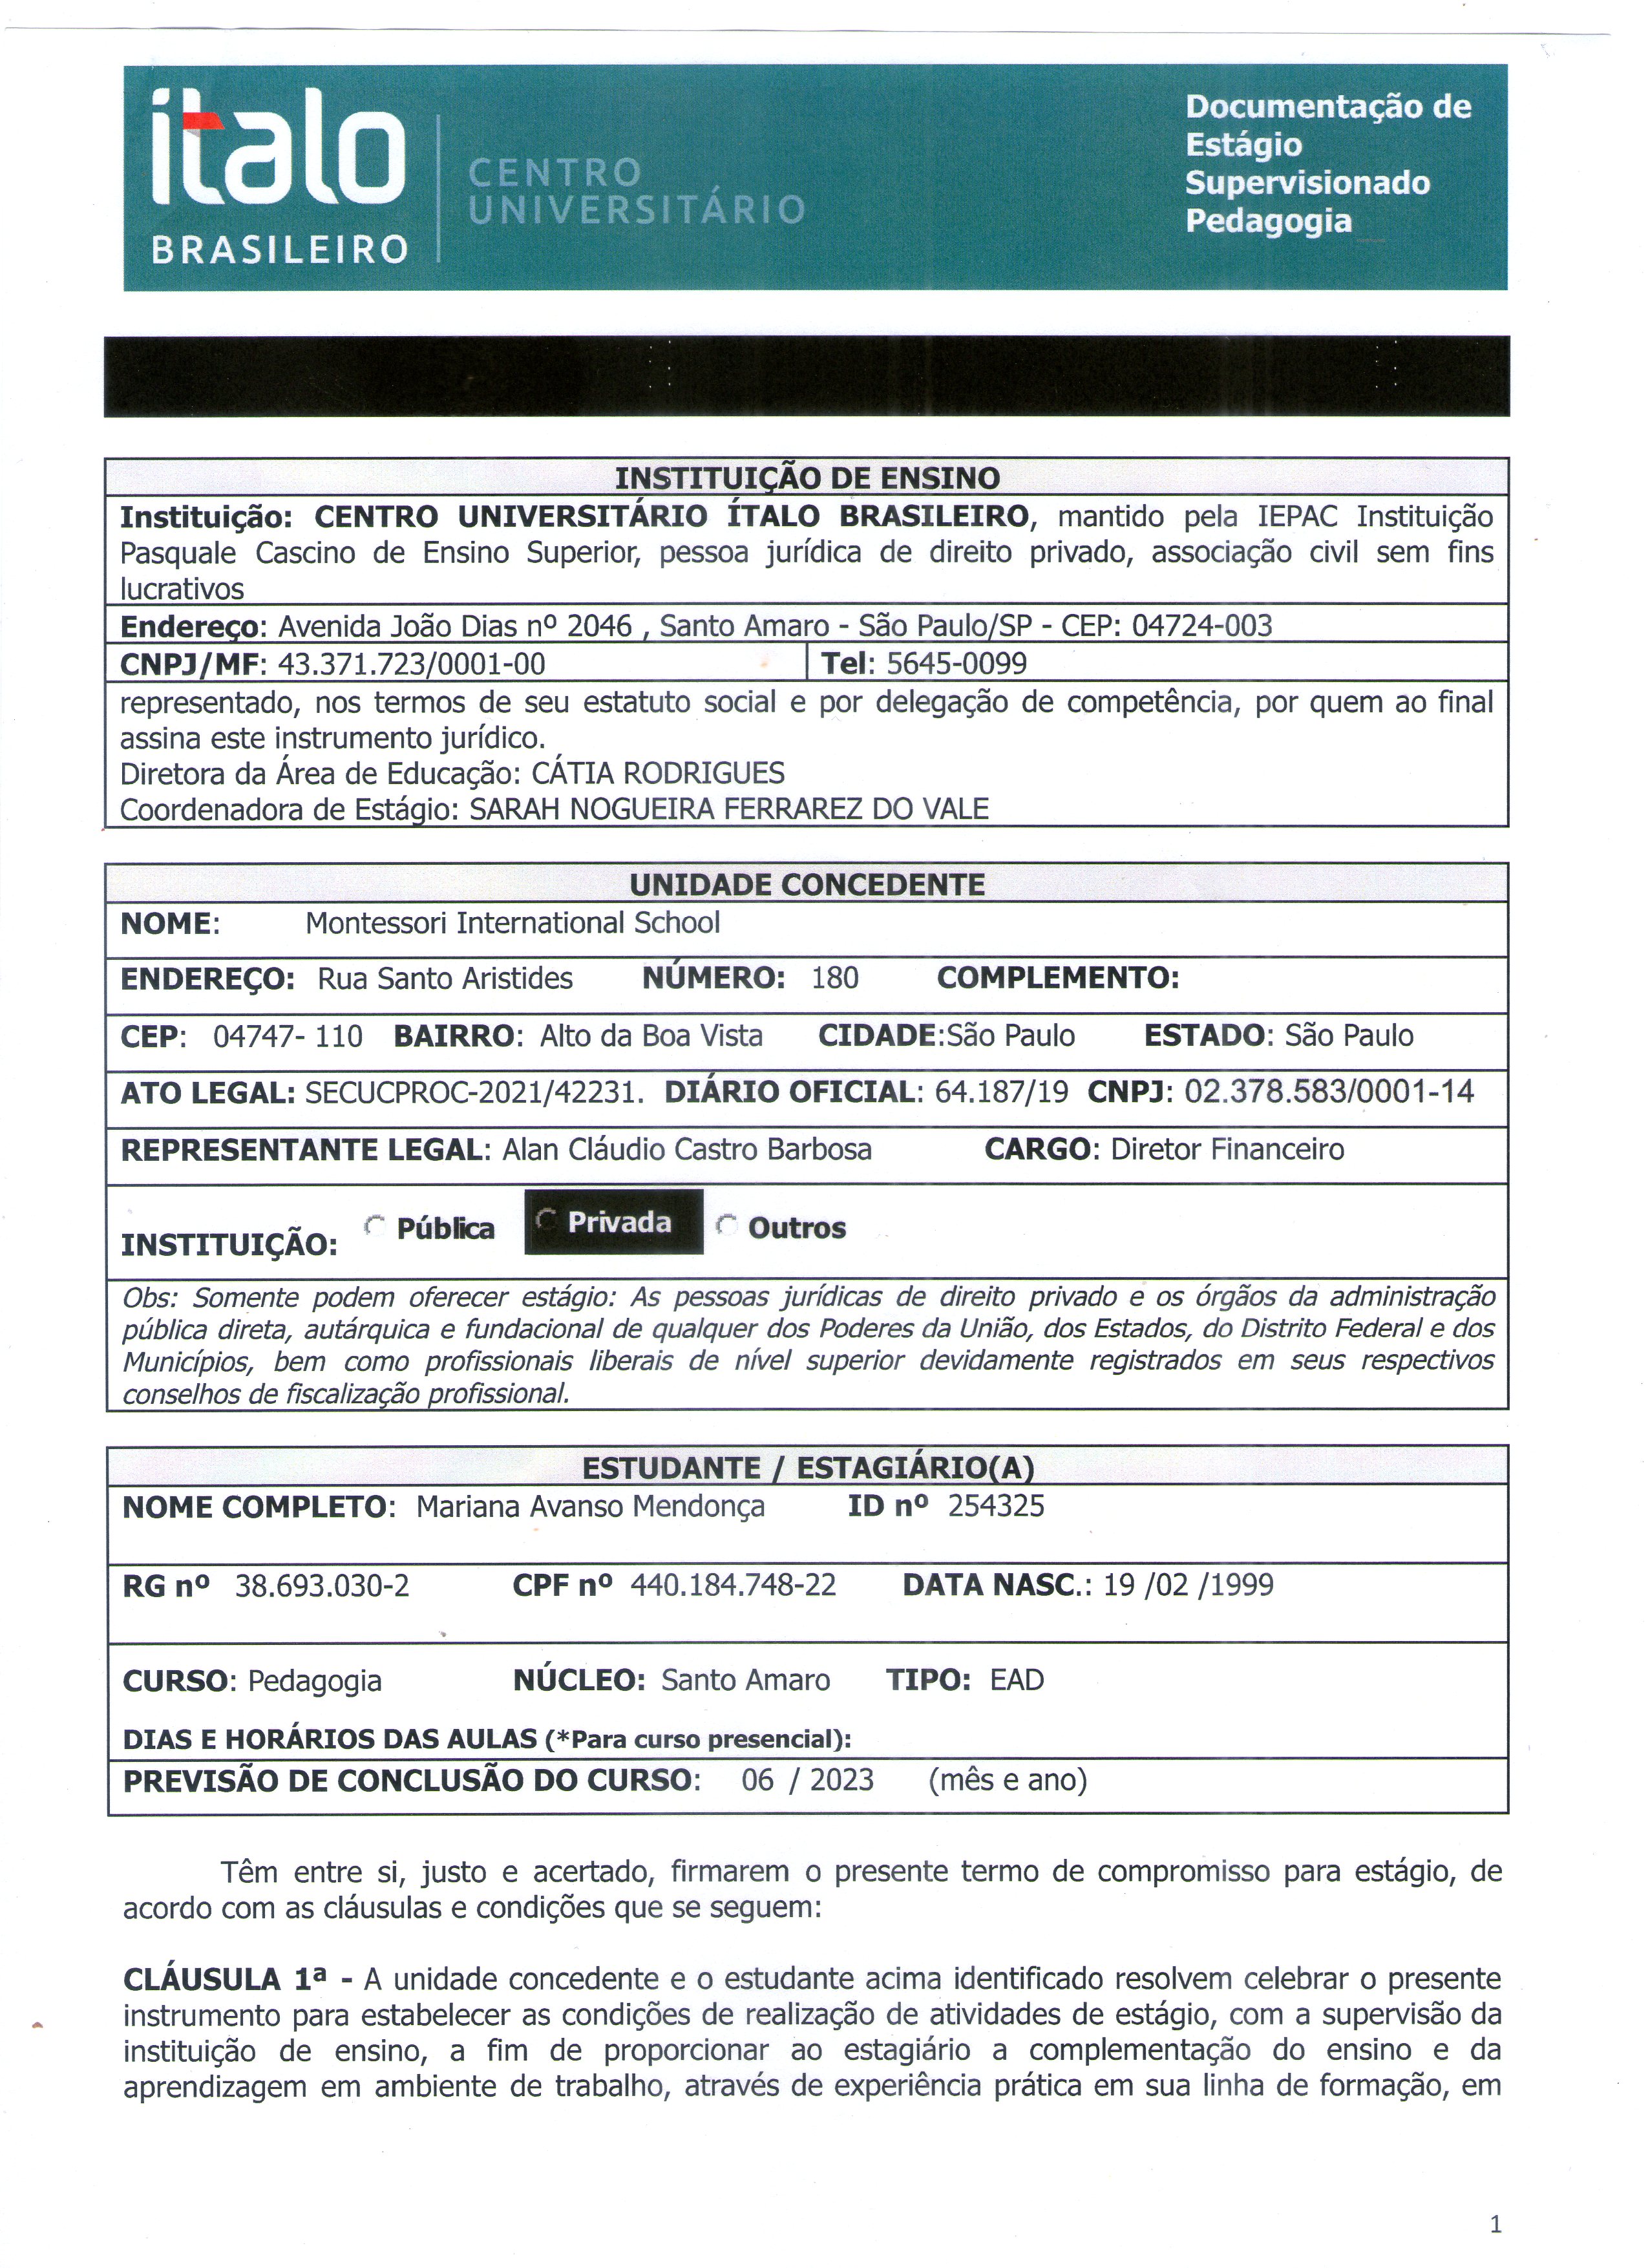 ítalo
BRASILEIRO
CENTRO
UNIVERSITÁRIO
Documentação de
Estágio
Supervisionado
Pedagogia
INSTITUIÇÃO DE ENSINO
Instituição: CENTRO UNIVERSITÁRIO ÍTALO BRASILEIRO, mantido pela IEPAC Instituição
Pasquale Cascino de Ensino Superior, pessoa jurídica de direito privado, associação civil sem fins
lucrativos
Endereço: Avenida João Dias nº 2046 , Santo Amaro - São Paulo/SP - CEP: 04724-003
CNPJ/MF: 43.371.723/0001-00 Tel: 5645-0099
representado, nos termos de seu estatuto social e por delegação de competência, por quem ao final
assina este instrumento jurídico.
Diretora da Área de Educação: CÁTIA RODRIGUES
Coordenadora de Estágio: SARAH NOGUEIRA FERRAREZ DO VALE
UNIDADE CONCEDENTE
NOME: Montessori International School
ENDEREÇO: Rua Santo Aristides NÚMERO: 180 COMPLEMENTO:
CEP: 04747- 110 BAIRRO: Alto da Boa Vista CIDADE:São Paulo ESTADO: São Paulo
ATO LEGAL: SECUCPROC-2021/42231. DIÁRIO OFICIAL: 64.187/19 CNPJ: 02.378.583/0001-14
REPRESENTANTE LEGAL: Alan Cláudio Castro Barbosa CARGO: Diretor Financeiro
INSTITUIÇÃO: Pública Privada Outros
Obs: Somente podem oferecer estágio: As pessoas jurídicas de direito privado e os órgãos da administração
pública direta, autárquica e fundacional de qualquer dos Poderes da União, dos Estados, do Distrito Federal e dos
Municípios, bem como profissionais liberais de nível superior devidamente registrados em seus respectivos
conselhos de fiscalização profissional.
ESTUDANTE / ESTAGIÁRIO(A)
NOME COMPLETO: Mariana Avanso Mendonça ID nº 254325
RG nº 38.693.030-2 CPF nº 440.184.748-22 DATA NASC.: 19 /02 /1999
CURSO: Pedagogia NÚCLEO: Santo Amaro TIPO: EAD
DIAS E HORÁRIOS DAS AULAS (*Para curso presencial):
PREVISÃO DE CONCLUSÃO DO CURSO: 06 / 2023 (mês e ano)
Têm entre si, justo e acertado, firmarem o presente termo de compromisso para estágio, de
acordo com as cláusulas e condições que se seguem:
CLÁUSULA 1ª - A unidade concedente e o estudante acima identificado resolvem celebrar o presente
instrumento para estabelecer as condições de realização de atividades de estágio, com a supervisão da
instituição de ensino, a fim de proporcionar ao estagiário a complementação do ensino e da
aprendizagem em ambiente de trabalho, através de experiência prática em sua linha de formação, em
1